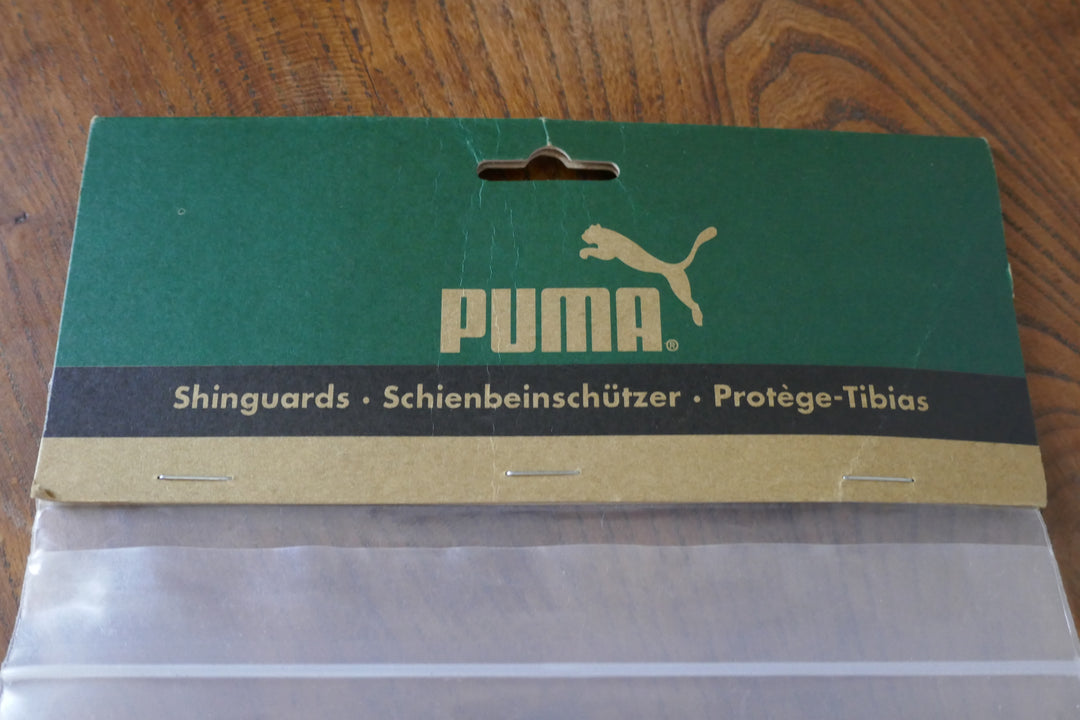 PUMA®
Shinguards · Schienbeinschützer · Protège-Tibias